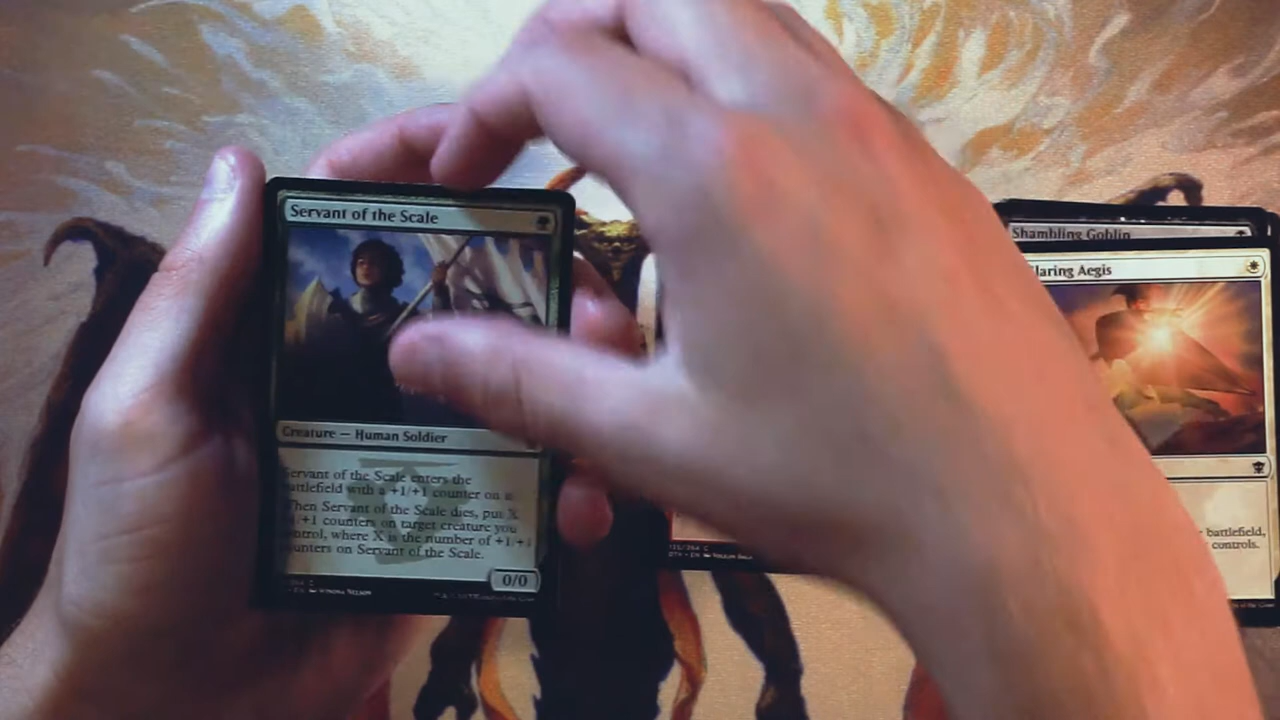 Servant of the Scale
Creature — Human Soldier
Servant of the Scale enters the
battlefield with a +1/+1 counter on it.
When Servant of the Scale dies, put X
+1/+1 counters on target creature you
control, where X is the number of +1/+1
counters on Servant of the Scale.
0/0
Shambling Goblin
laring Aegis
battlefield,
controls.